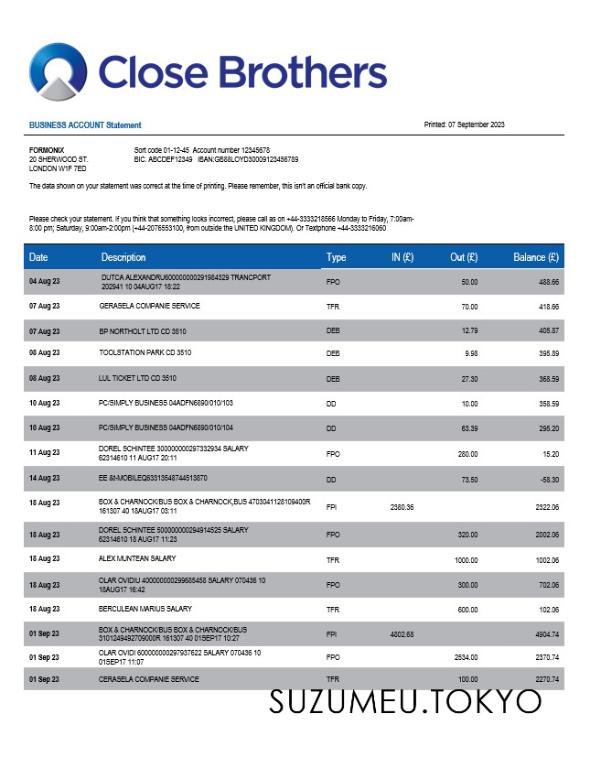 Close Brothers
BUSINESS ACCOUNT Statement Printed: 07 September 2023
FORMONIX Sort code 01-12-45 Account number 12345678
20 SHERWOOD ST. BIC. ABCDEF12349 IBAN:GB88LOYD30009123456789
LONDON W1F 7ED
The data shown on your statement was correct at the time of printing. Please remember, this isn't an official bank copy.
Please check your statement. If you think that something looks incorrect, please call as on +44-3333218566 Monday to Friday, 7:00am-
8:00 pm; Saturday, 9:00am-2:00pm (+44-2076553100, from outside the UNITED KINGDOM). Or Textphone +44-3333216060
Date Description Type IN (£) Out (£) Balance (£)
04 Aug 23 DUTCA ALEXANDRU600000000291984329 TRANCPORT FPO 50.00 488.66
202941 10 04AUG17 18:22
07 Aug 23 GERASELA COMPANIE SERVICE TFR 70.00 418.66
07 Aug 23 BP NORTHOLT LTD CD 3510 DEB 12.79 405.87
08 Aug 23 TOOLSTATION PARK CD 3510 DEB 9.98 395.89
08 Aug 23 LUL TICKET LTD CD 3510 DEB 27.30 368.59
10 Aug 23 PC/SIMPLY BUSINESS 04ADFN6890/010/103 DD 10.00 358.59
10 Aug 23 PC/SIMPLY BUSINESS 04ADFN6890/010/104 DD 63.39 295.20
11 Aug 23 DOREL SCHINTEE 300000000297332934 SALARY FPO 280.00 15.20
62314610 11 AUG17 20:11
14 Aug 23 EE &T-MOBILEQ63313548744513870 DD 73.50 -58.30
18 Aug 23 BOX & CHARNOCK/BUS BOX & CHARNOCK,BUS 4703041128109400R FPI 2380.36 2322.06
161307 40 18AUG17 03:11
18 Aug 23 DOREL SCHINTEE 500000000294914525 SALARY FPO 320.00 2002.06
62314610 18 AUG17 11:23
18 Aug 23 ALEX MUNTEAN SALARY TFR 1000.00 1002.06
18 Aug 23 OLAR OVIDIU 400000000299685458 SALARY 070436 10 FPO 300.00 702.06
18AUG17 16:42
18 Aug 23 BERCULEAN MARIUS SALARY TFR 600.00 102.06
01 Sep 23 BOX & CHARNOCK/BUS BOX & CHARNOCK/BUS FPI 4802.68 4904.74
3101249492709000R 161307 40 01SEP17 10:27
01 Sep 23 OLAR OVIDI 600000000297937622 SALARY 070436 10 FPO 2534.00 2370.74
01SEP17 11:07
01 Sep 23 CERASELA COMPANIE SERVICE TFR 100.00 2270.74
SUZUMEU.TOKYO